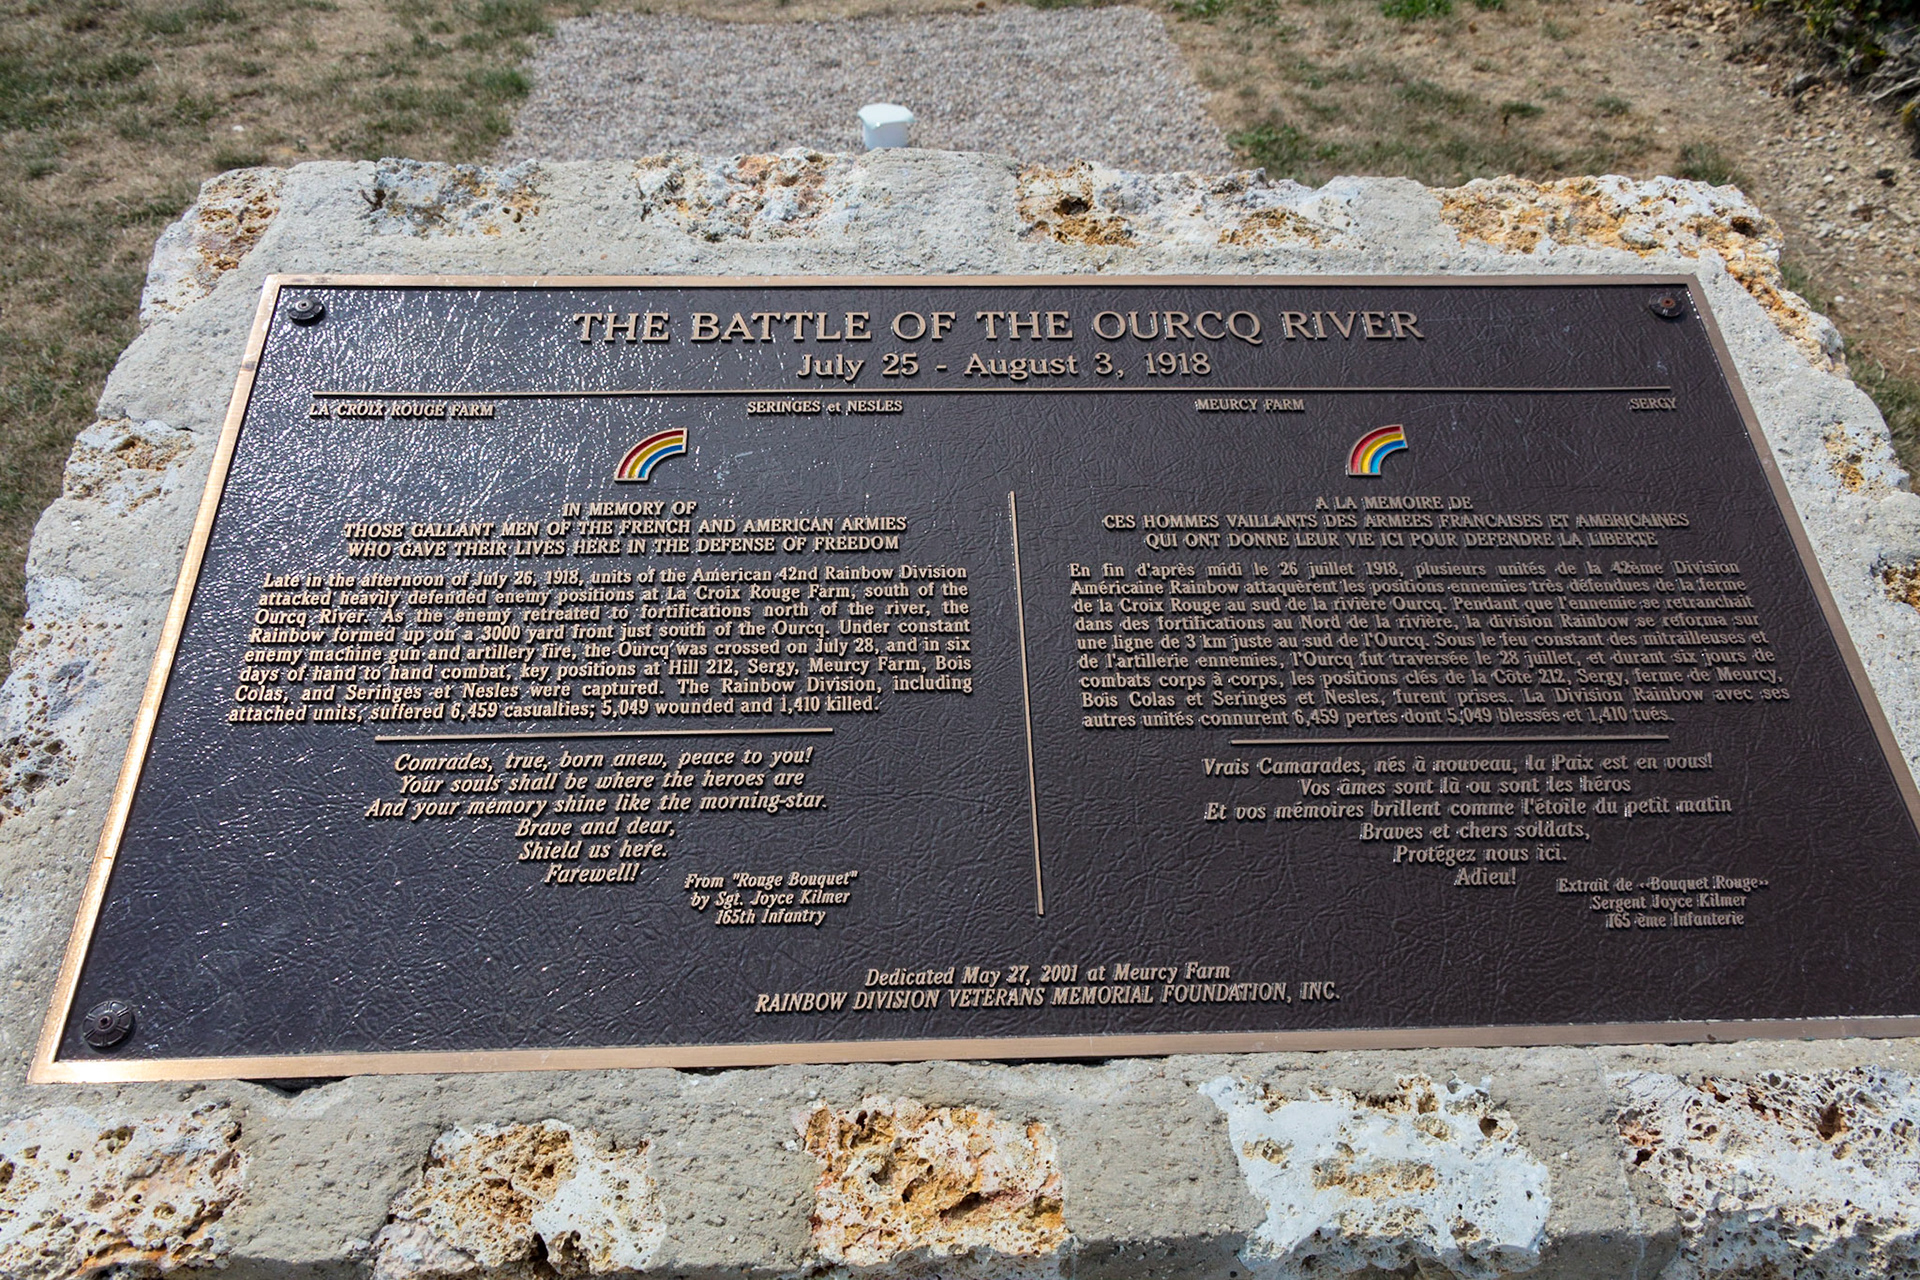 THE BATTLE OF THE OURCQ RIVER
July 25 - August 3, 1918
LA CROIX ROUGE FARM SERINGES et NESLES MEURCY FARM SERGY
IN MEMORY OF
THOSE GALLANT MEN OF THE FRENCH AND AMERICAN ARMIES
WHO GAVE THEIR LIVES HERE IN THE DEFENSE OF FREEDOM
Late in the afternoon of July 26, 1918, units of the American 42nd Rainbow Division
attacked heavily defended enemy positions at La Croix Rouge Farm, south of the
Ourcq River. As the enemy retreated to fortifications north of the river, the
Rainbow formed up on a 3000 yard front just south of the Ourcq. Under constant
enemy machine gun and artillery fire, the Ourcq was crossed on July 28, and in six
days of hand to hand combat, key positions at Hill 212, Sergy, Meurcy Farm, Bois
Colas, and Seringes et Nesles were captured. The Rainbow Division, including
attached units, suffered 6,459 casualties; 5,049 wounded and 1,410 killed.
Comrades, true, born anew, peace to you!
Your souls shall be where the heroes are
And your memory shine like the morning-star.
Brave and dear,
Shield us here.
Farewell!
From "Rouge Bouquet"
by Sgt. Joyce Kilmer
165th Infantry
A LA MEMOIRE DE
CES HOMMES VAILLANTS DES ARMEES FRANCAISES ET AMERICAINES
QUI ONT DONNE LEUR VIE ICI POUR DEFENDRE LA LIBERTE
En fin d'après midi le 26 juillet 1918, plusieurs unités de la 42ème Division
Américaine Rainbow attaquèrent les positions ennemies très défendues de la ferme
de la Croix Rouge au sud de la rivière Ourcq. Pendant que l'ennemie se retranchait
dans des fortifications au Nord de la rivière, la division Rainbow se reforma sur
une ligne de 3 km juste au sud de l'Ourcq. Sous le feu constant des mitrailleuses et
de l'artillerie ennemies, l'Ourcq fut traversée le 28 juillet, et durant six jours de
combats corps à corps, les positions clés de la Côte 212, Sergy, ferme de Meurcy,
Bois Colas et Seringes et Nesles, furent prises. La Division Rainbow avec ses
autres unités connurent 6,459 pertes dont 5,049 blessés et 1,410 tués.
Vrais Camarades, nés à nouveau, la Paix est en vous!
Vos âmes sont là ou sont les héros
Et vos mémoires brillent comme l'étoile du petit matin
Braves et chers soldats,
Protégez nous ici.
Adieu!
Extrait de «Bouquet Rouge»
Sergent Joyce Kilmer
165 ème Infanterie
Dedicated May 27, 2001 at Meurcy Farm
RAINBOW DIVISION VETERANS MEMORIAL FOUNDATION, INC.